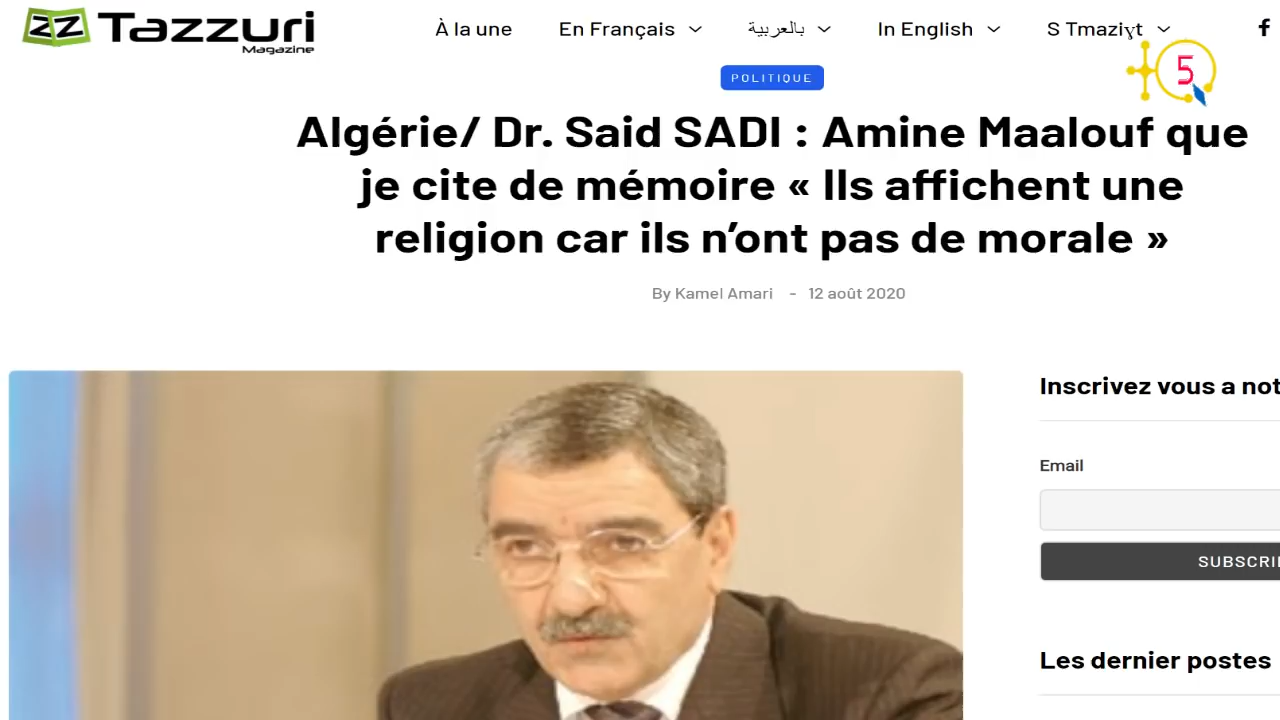 ZZ Tazzuri
Magazine
À la une
En Français
بالعربية
In English
S Tmaziɣt
5
POLITIQUE
Algérie/ Dr. Said SADI : Amine Maalouf que
je cite de mémoire « Ils affichent une
religion car ils n’ont pas de morale »
By Kamel Amari - 12 août 2020
Inscrivez vous a not
Email
SUBSCRI
Les dernier postes